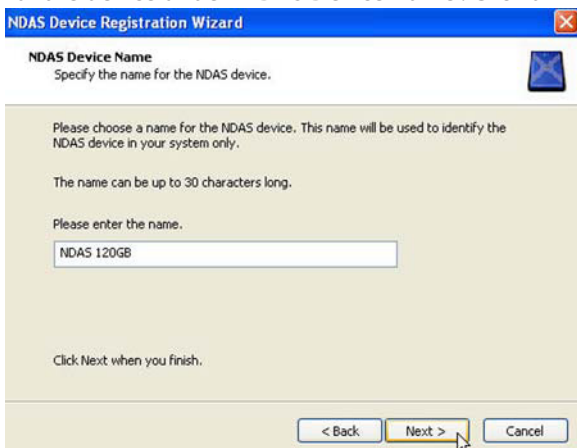 NDAS Device Registration Wizard
NDAS Device Name
Specify the name for the NDAS device.
Please choose a name for the NDAS device. This name will be used to identify the
NDAS device in your system only.
The name can be up to 30 characters long.
Please enter the name.
NDAS 120GB
Click Next when you finish.
< Back Next > Cancel